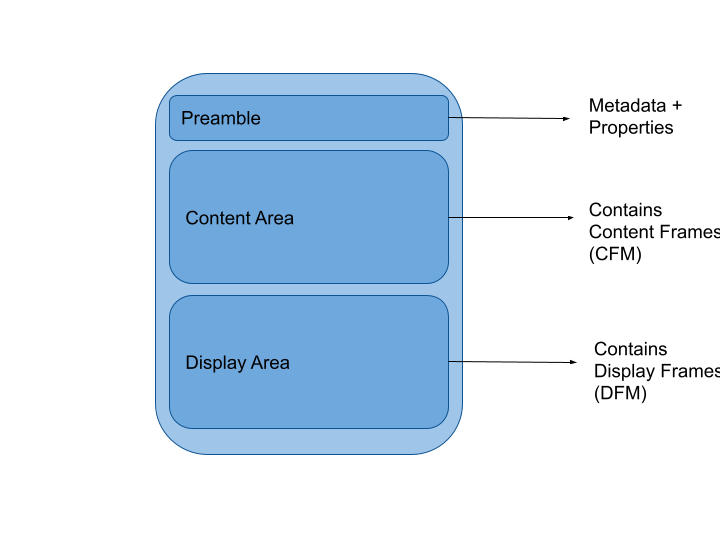 Preamble
Metadata +
Properties
Content Area
Contains
Content Frames
(CFM)
Display Area
Contains
Display Frames
(DFM)